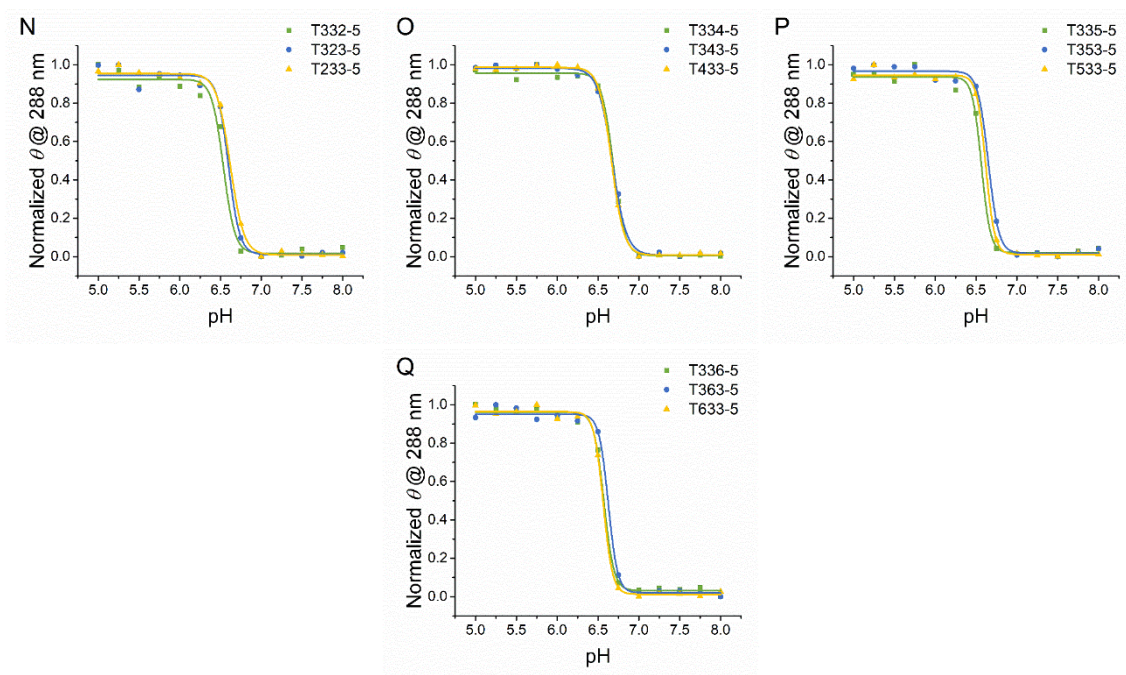 N
T332-5
T323-5
T233-5
1.0
0.8
0.6
0.4
0.2
0.0
Normalized θ @ 288 nm
5.0 5.5 6.0 6.5 7.0 7.5 8.0
pH
O
T334-5
T343-5
T433-5
1.0
0.8
0.6
0.4
0.2
0.0
Normalized θ @ 288 nm
5.0 5.5 6.0 6.5 7.0 7.5 8.0
pH
P
T335-5
T353-5
T533-5
1.0
0.8
0.6
0.4
0.2
0.0
Normalized θ @ 288 nm
5.0 5.5 6.0 6.5 7.0 7.5 8.0
pH
Q
T336-5
T363-5
T633-5
1.0
0.8
0.6
0.4
0.2
0.0
Normalized θ @ 288 nm
5.0 5.5 6.0 6.5 7.0 7.5 8.0
pH